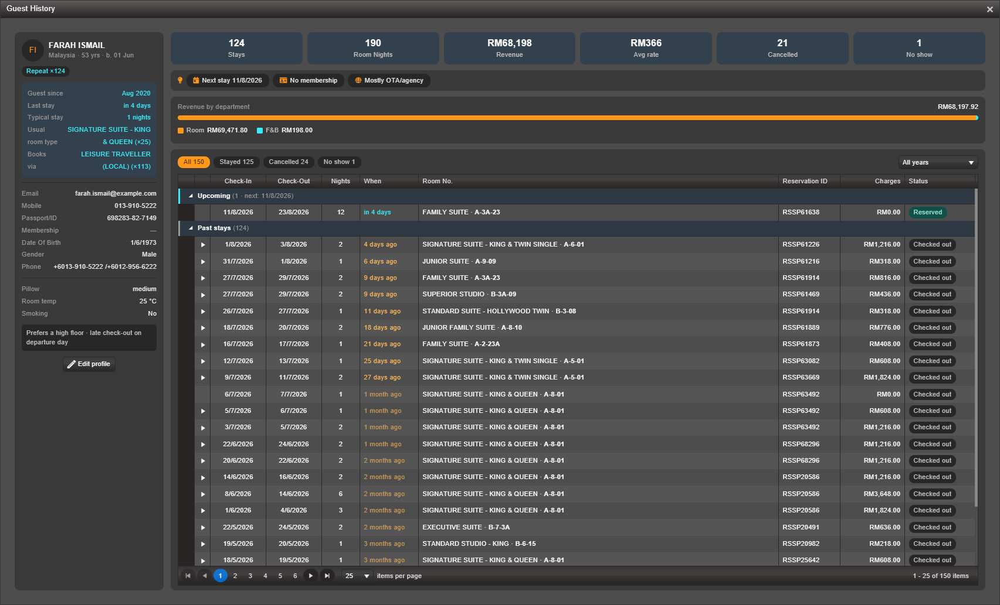 Guest History
FI
FARAH ISMAIL
Malaysia · 53 yrs · b. 01 Jun
Repeat ×124
Guest since Aug 2020
Last stay in 4 days
Typical stay 1 nights
Usual SIGNATURE SUITE - KING
room type & QUEEN (×25)
Books LEISURE TRAVELLER
via (LOCAL) (×113)
Email farah.ismail@example.com
Mobile 013-910-5222
Passport/ID 698283-82-7149
Membership —
Date Of Birth 1/6/1973
Gender Male
Phone +6013-910-5222 /+6012-956-6222
Pillow medium
Room temp 25 °C
Smoking No
Prefers a high floor · late check-out on
departure day
Edit profile
124 190 RM68,198 RM366 21 1
Stays Room Nights Revenue Avg rate Cancelled No show
Next stay 11/8/2026 No membership Mostly OTA/agency
Revenue by department RM68,197.92
Room RM69,471.80 F&B RM198.00
All 150 Stayed 125 Cancelled 24 No show 1 All years
Check-In Check-Out Nights When Room No. Reservation ID Charges Status
Upcoming (1 · next: 11/8/2026)
11/8/2026 23/8/2026 12 in 4 days FAMILY SUITE · A-3A-23 RSSP61638 RM0.00 Reserved
Past stays (124)
1/8/2026 3/8/2026 2 4 days ago SIGNATURE SUITE - KING & TWIN SINGLE · A-6-01 RSSP61226 RM1,216.00 Checked out
31/7/2026 1/8/2026 1 6 days ago JUNIOR SUITE · A-9-09 RSSP61216 RM318.00 Checked out
27/7/2026 29/7/2026 2 9 days ago FAMILY SUITE · A-3A-23 RSSP61914 RM816.00 Checked out
27/7/2026 29/7/2026 2 9 days ago SUPERIOR STUDIO · B-3A-09 RSSP61469 RM436.00 Checked out
26/7/2026 27/7/2026 1 11 days ago STANDARD SUITE - HOLLYWOOD TWIN · B-3-08 RSSP61914 RM318.00 Checked out
18/7/2026 20/7/2026 2 18 days ago JUNIOR FAMILY SUITE · A-8-10 RSSP61889 RM776.00 Checked out
16/7/2026 17/7/2026 1 21 days ago FAMILY SUITE · A-2-23A RSSP61873 RM408.00 Checked out
12/7/2026 13/7/2026 1 25 days ago SIGNATURE SUITE - KING & TWIN SINGLE · A-5-01 RSSP63082 RM608.00 Checked out
9/7/2026 11/7/2026 2 27 days ago SIGNATURE SUITE - KING & TWIN SINGLE · A-5-01 RSSP63669 RM1,824.00 Checked out
6/7/2026 7/7/2026 1 1 month ago SIGNATURE SUITE - KING & QUEEN · A-8-01 RSSP63492 RM0.00 Checked out
5/7/2026 6/7/2026 1 1 month ago SIGNATURE SUITE - KING & QUEEN · A-8-01 RSSP63492 RM608.00 Checked out
3/7/2026 5/7/2026 2 1 month ago SIGNATURE SUITE - KING & QUEEN · A-8-01 RSSP63492 RM1,216.00 Checked out
22/6/2026 24/6/2026 2 1 month ago SIGNATURE SUITE - KING & QUEEN · A-8-01 RSSP68296 RM1,216.00 Checked out
20/6/2026 22/6/2026 2 2 months ago SIGNATURE SUITE - KING & QUEEN · A-8-01 RSSP68296 RM1,216.00 Checked out
14/6/2026 16/6/2026 2 2 months ago SIGNATURE SUITE - KING & QUEEN · A-8-01 RSSP20586 RM1,216.00 Checked out
8/6/2026 14/6/2026 6 2 months ago SIGNATURE SUITE - KING & QUEEN · A-8-01 RSSP20586 RM3,648.00 Checked out
1/6/2026 4/6/2026 3 2 months ago SIGNATURE SUITE - KING & QUEEN · A-8-01 RSSP20586 RM1,824.00 Checked out
22/5/2026 24/5/2026 2 2 months ago EXECUTIVE SUITE · B-7-3A RSSP20491 RM636.00 Checked out
19/5/2026 20/5/2026 1 3 months ago STANDARD STUDIO - KING · B-6-15 RSSP20982 RM218.00 Checked out
18/5/2026 19/5/2026 1 3 months ago SIGNATURE SUITE - KING & QUEEN · A-8-01 RSSP25642 RM608.00 Checked out
1 2 3 4 5 6 25 items per page 1 - 25 of 150 items